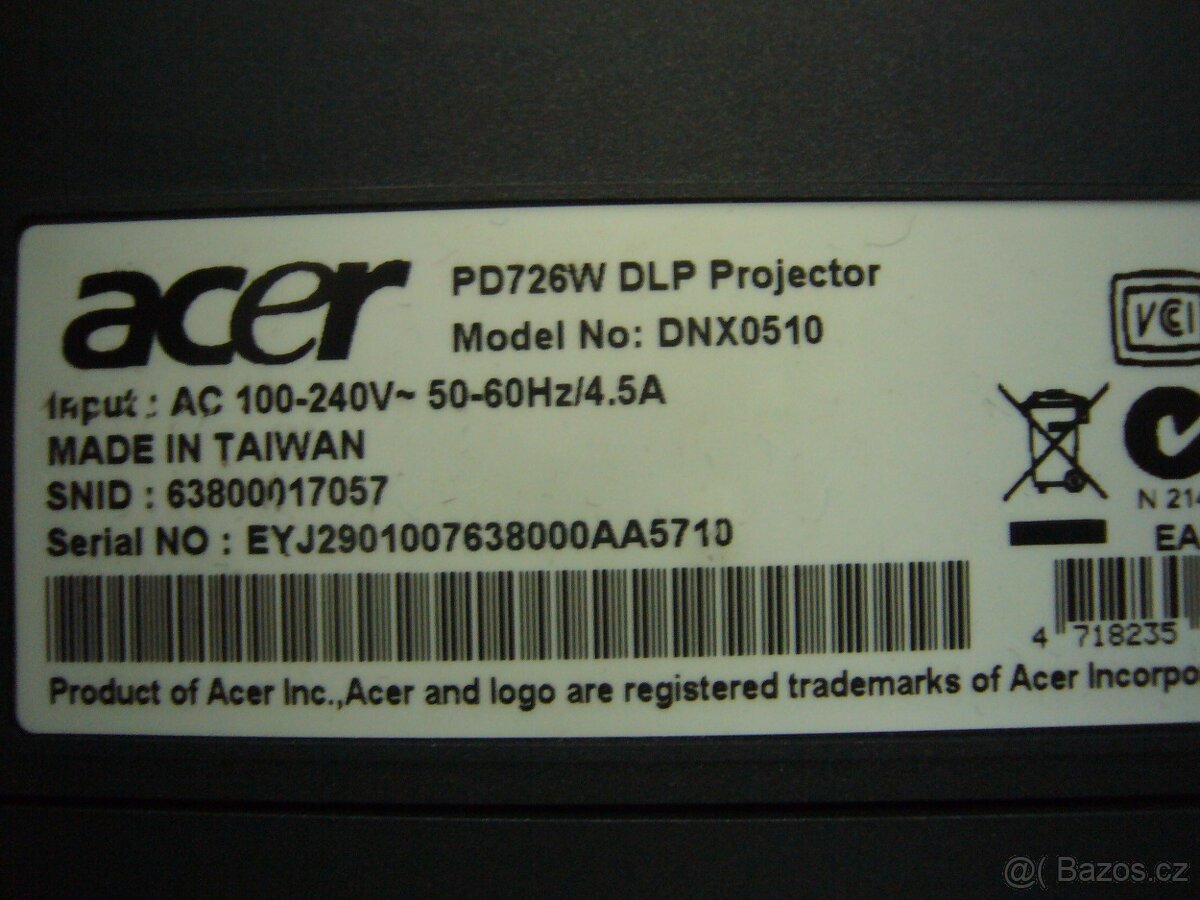 acer
PD726W DLP Projector
Model No: DNX0510
VCI
Input : AC 100-240V~ 50-60Hz/4.5A
MADE IN TAIWAN
SNID : 63800017057
N 214
Serial NO : EYJ2901007638000AA5710
EA
4 718235
Product of Acer Inc.,Acer and logo are registered trademarks of Acer Incorpo
@( Bazos.cz